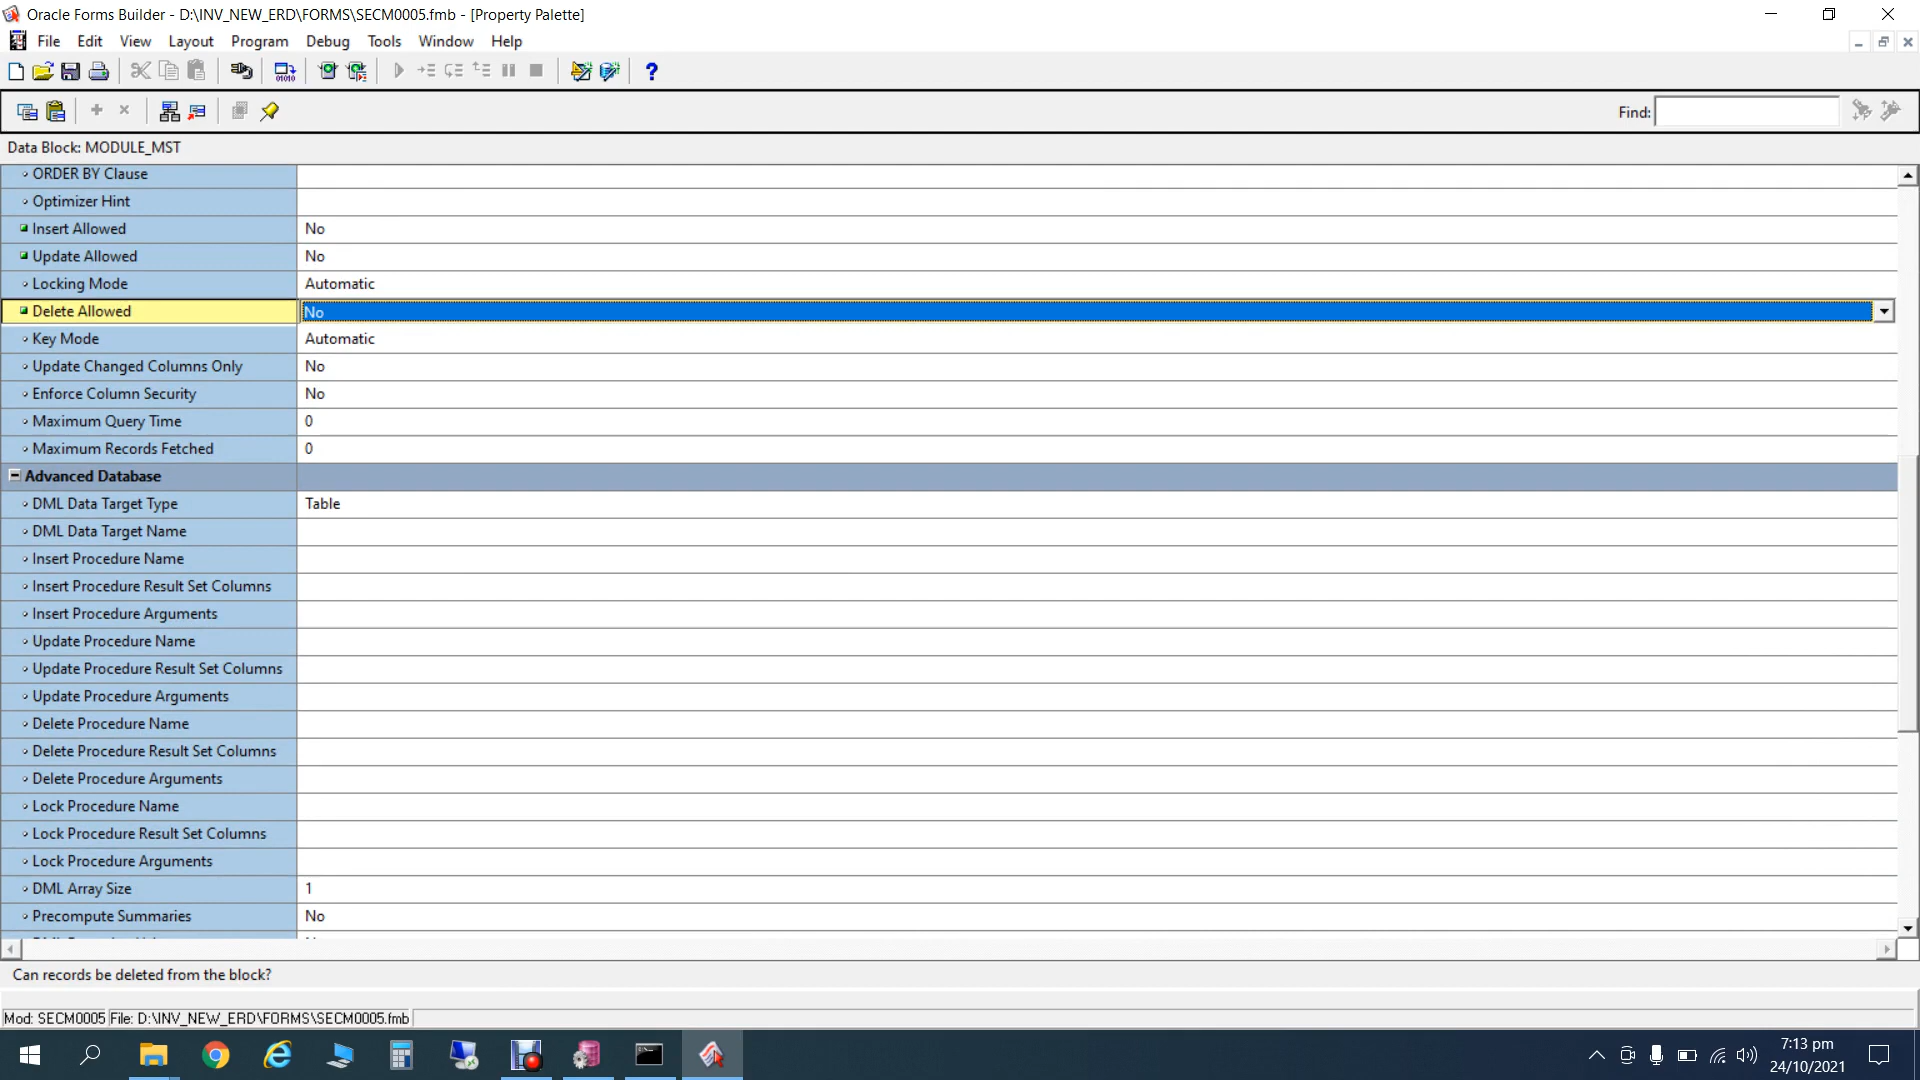 Oracle Forms Builder - D:\INV_NEW_ERD\FORMS\SECM0005.fmb - [Property Palette]
File Edit View Layout Program Debug Tools Window Help
Find:
Data Block: MODULE_MST
ORDER BY Clause
Optimizer Hint
Insert Allowed No
Update Allowed No
Locking Mode Automatic
Delete Allowed No
Key Mode Automatic
Update Changed Columns Only No
Enforce Column Security No
Maximum Query Time 0
Maximum Records Fetched 0
Advanced Database
DML Data Target Type Table
DML Data Target Name
Insert Procedure Name
Insert Procedure Result Set Columns
Insert Procedure Arguments
Update Procedure Name
Update Procedure Result Set Columns
Update Procedure Arguments
Delete Procedure Name
Delete Procedure Result Set Columns
Delete Procedure Arguments
Lock Procedure Name
Lock Procedure Result Set Columns
Lock Procedure Arguments
DML Array Size 1
Precompute Summaries No
Can records be deleted from the block?
Mod: SECM0005 File: D:\INV_NEW_ERD\FORMS\SECM0005.fmb
7:13 pm
24/10/2021